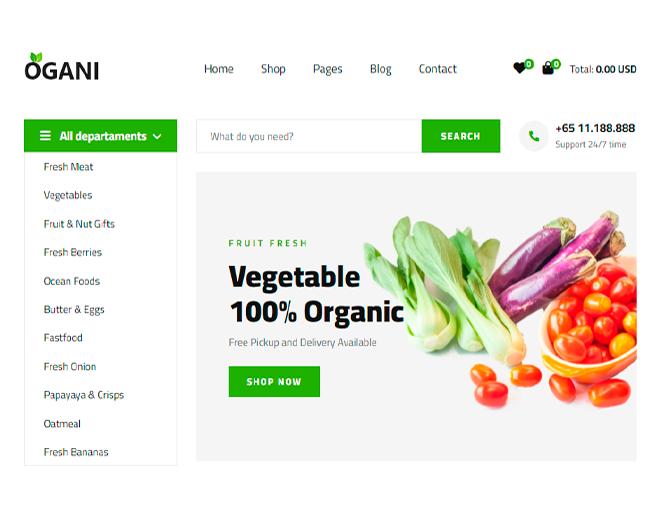 OGANI
Home Shop Pages Blog Contact
0 0 Total: 0.00 USD
All departaments
What do you need? SEARCH
+65 11.188.888
Support 24/7 time
Fresh Meat
Vegetables
Fruit & Nut Gifts
Fresh Berries
Ocean Foods
Butter & Eggs
Fastfood
Fresh Onion
Papayaya & Crisps
Oatmeal
Fresh Bananas
FRUIT FRESH
Vegetable
100% Organic
Free Pickup and Delivery Available
SHOP NOW